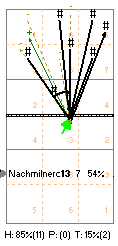 # #
# #
# #
Nachmilnerc13 7 54%
H: 85%(11) P: (0) T: 15%(2)